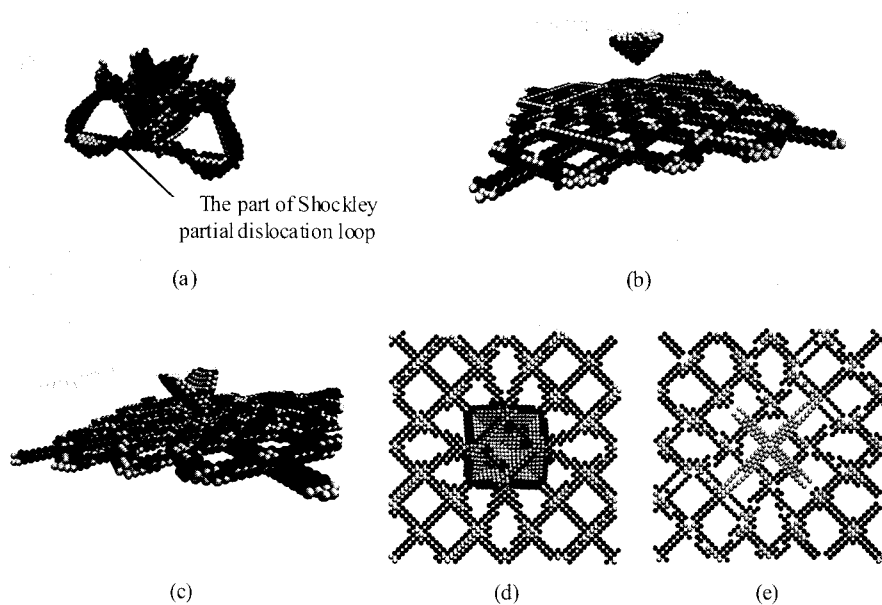 The part of Shockley
partial dislocation loop
(a)
(b)
(c)
(d)
(e)